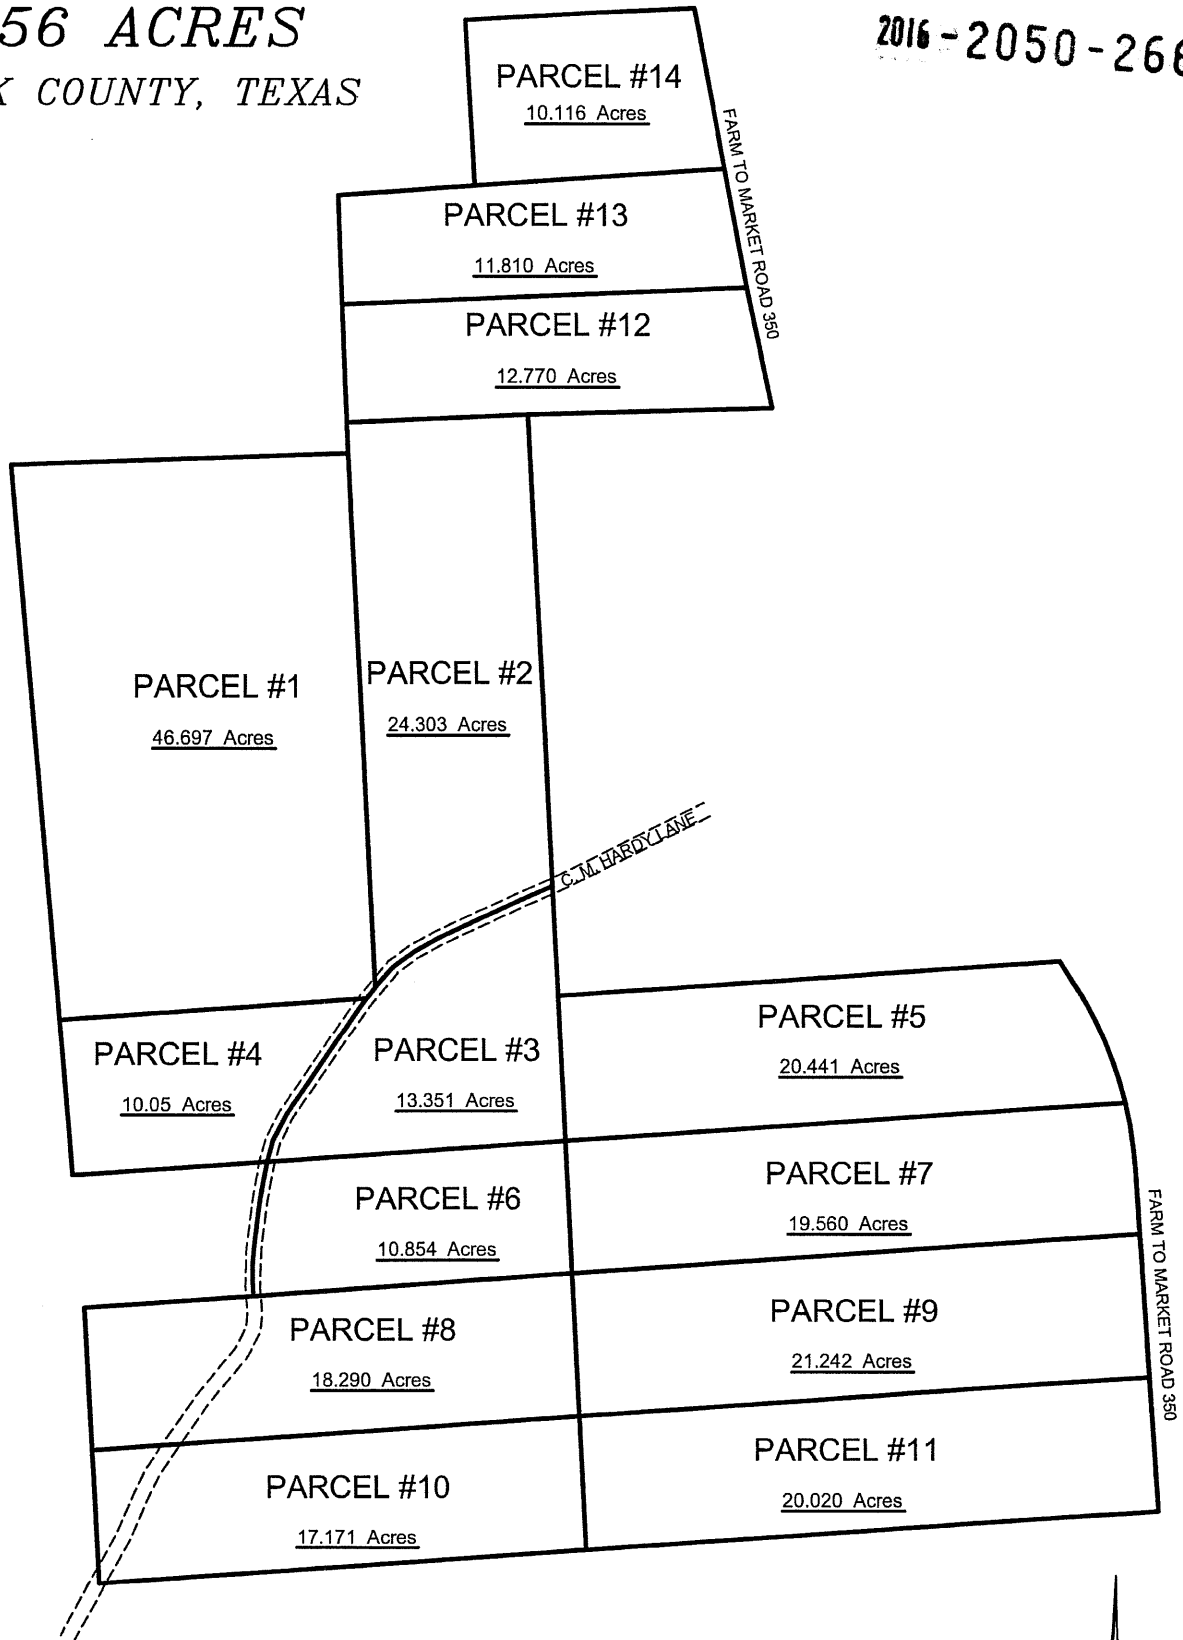 56 ACRES
COUNTY, TEXAS
2016-2050-266
PARCEL #14
10.116 Acres
FARM TO MARKET ROAD 350
PARCEL #13
11.810 Acres
PARCEL #12
12.770 Acres
PARCEL #1
46.697 Acres
PARCEL #2
24.303 Acres
C. M. HARDY LANE
PARCEL #4
10.05 Acres
PARCEL #3
13.351 Acres
PARCEL #5
20.441 Acres
PARCEL #6
10.854 Acres
PARCEL #7
19.560 Acres
FARM TO MARKET ROAD 350
PARCEL #8
18.290 Acres
PARCEL #9
21.242 Acres
PARCEL #10
17.171 Acres
PARCEL #11
20.020 Acres